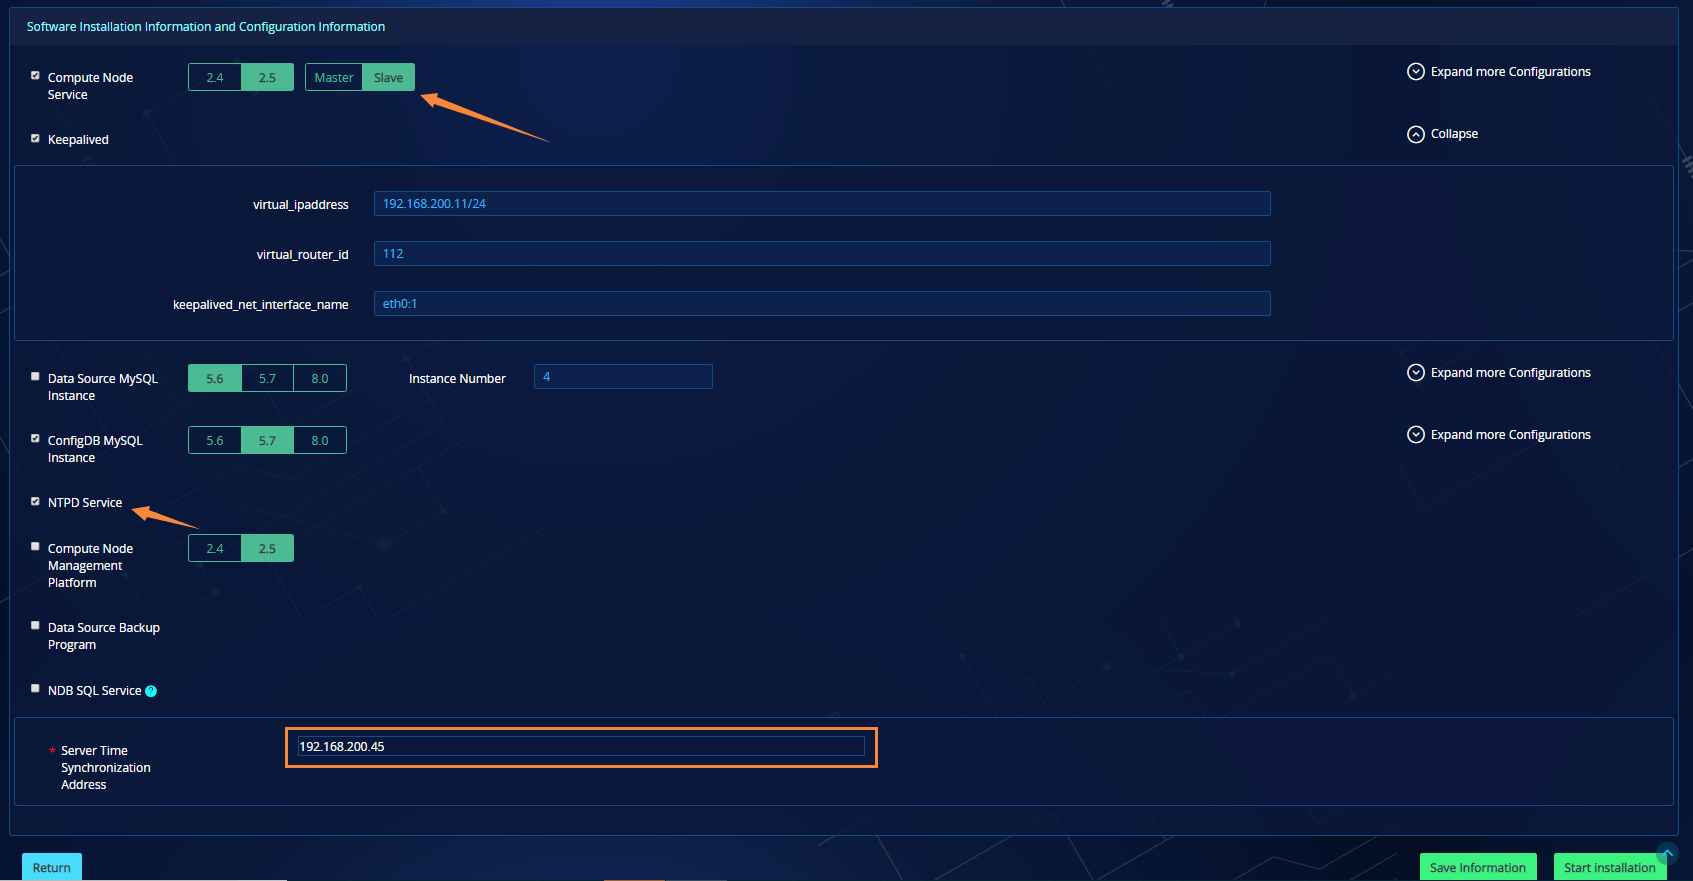 Software Installation Information and Configuration Information
Compute Node
Service
2.4 2.5 Master Slave
Expand more Configurations
Keepalived
Collapse
virtual_ipaddress 192.168.200.11/24
virtual_router_id 112
keepalived_net_interface_name eth0:1
Data Source MySQL
Instance
5.6 5.7 8.0
Instance Number 4
Expand more Configurations
ConfigDB MySQL
Instance
5.6 5.7 8.0
Expand more Configurations
NTPD Service
Compute Node
Management
Platform
2.4 2.5
Data Source Backup
Program
NDB SQL Service ?
* Server Time
Synchronization
Address
192.168.200.45
Return Save Information Start installation